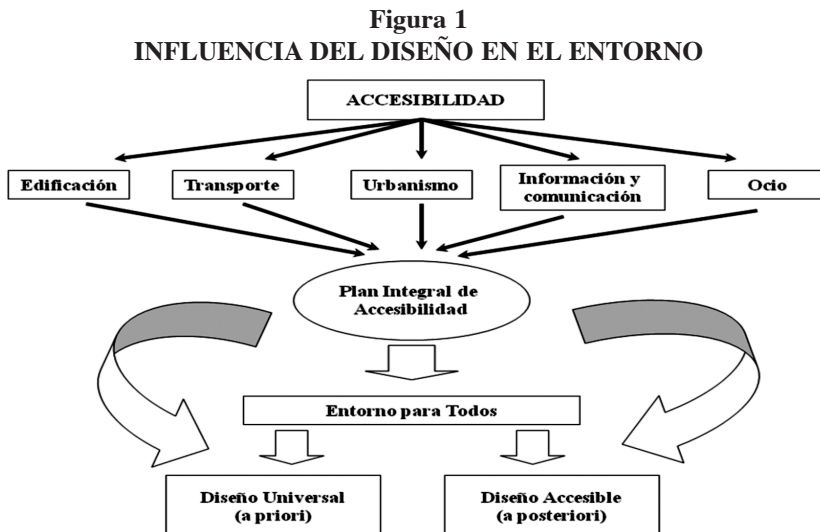 Figura 1
INFLUENCIA DEL DISEÑO EN EL ENTORNO
ACCESIBILIDAD
Edificación
Transporte
Urbanismo
Información y
comunicación
Ocio
Plan Integral de
Accesibilidad
Entorno para Todos
Diseño Universal
(a priori)
Diseño Accesible
(a posteriori)